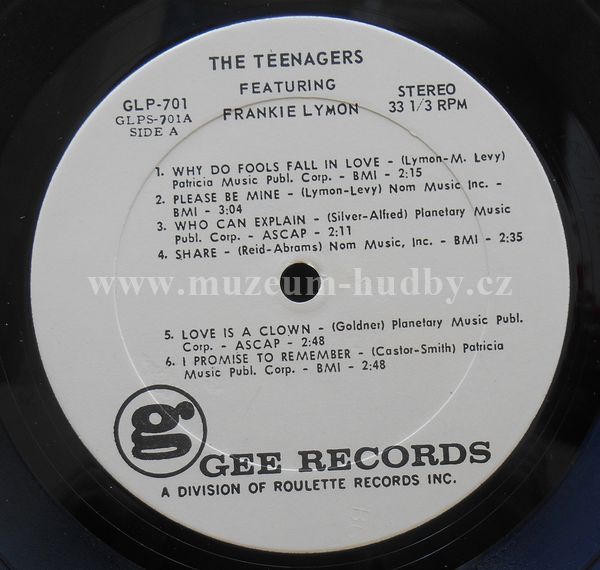 THE TEENAGERS
FEATURING
FRANKIE LYMON
GLP-701
GLPS-701A
SIDE A
STEREO
33 1/3 RPM
1. WHY DO FOOLS FALL IN LOVE - (Lymon-M. Levy)
Patricia Music Publ. Corp. - BMI - 2:15
2. PLEASE BE MINE - (Lymon-Levy) Nom Music Inc. -
BMI - 3:04
3. WHO CAN EXPLAIN - (Silver-Alfred) Planetary Music
Publ. Corp. - ASCAP - 2:11
4. SHARE - (Reid-Abrams) Nom Music, Inc. - BMI - 2:35
www.muzeum-hudby.cz
5. LOVE IS A CLOWN - (Goldner) Planetary Music Publ.
Corp. - ASCAP - 2:48
6. I PROMISE TO REMEMBER - (Castor-Smith) Patricia
Music Publ. Corp. - BMI - 2:48
g
GEE RECORDS
A DIVISION OF ROULETTE RECORDS INC.